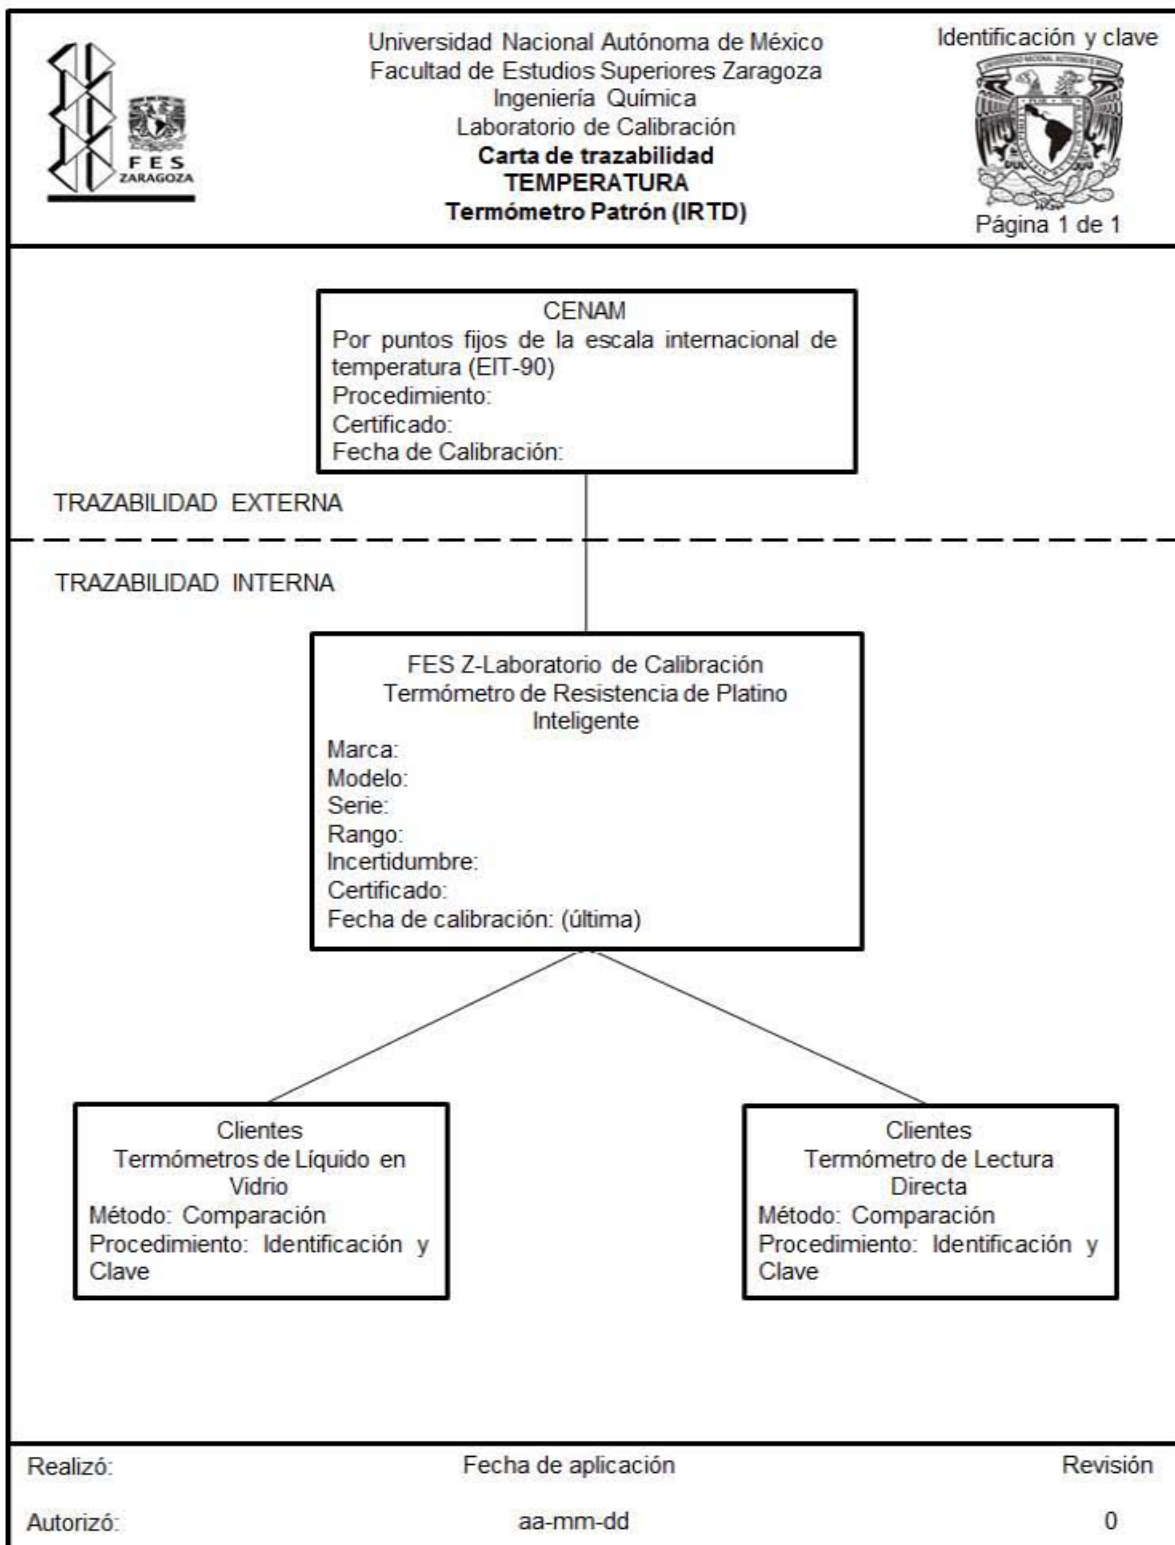 Universidad Nacional Autónoma de México
Facultad de Estudios Superiores Zaragoza
Ingeniería Química
Laboratorio de Calibración
Carta de trazabilidad
TEMPERATURA
Termómetro Patrón (IRTD)
FES
ZARAGOZA
Identificación y clave
Página 1 de 1
CENAM
Por puntos fijos de la escala internacional de
temperatura (EIT-90)
Procedimiento:
Certificado:
Fecha de Calibración:
TRAZABILIDAD EXTERNA
TRAZABILIDAD INTERNA
FES Z-Laboratorio de Calibración
Termómetro de Resistencia de Platino
Inteligente
Marca:
Modelo:
Serie:
Rango:
Incertidumbre:
Certificado:
Fecha de calibración: (última)
Clientes
Termómetros de Líquido en
Vidrio
Método: Comparación
Procedimiento: Identificación y
Clave
Clientes
Termómetro de Lectura
Directa
Método: Comparación
Procedimiento: Identificación y
Clave
Realizó:
Fecha de aplicación
Revisión
Autorizó:
aa-mm-dd
0